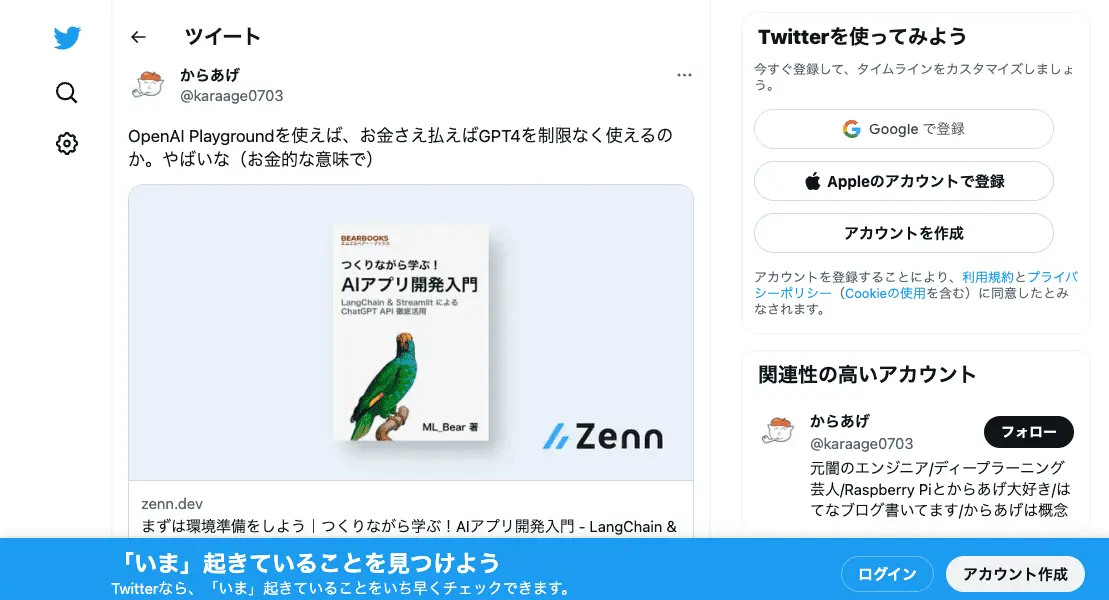 ツイート
からあげ
@karaage0703
OpenAI Playgroundを使えば、お金さえ払えばGPT4を制限なく使えるの
か。やばいな（お金的な意味で）
BEARBOOKS
エムエルベアー・ブックス
つくりながら学ぶ！
AIアプリ開発入門
LangChain & Streamlit による
ChatGPT API 徹底活用
ML_Bear 著
Zenn
zenn.dev
まずは環境準備をしよう｜つくりながら学ぶ！AIアプリ開発入門 - LangChain &
Twitterを使ってみよう
今すぐ登録して、タイムラインをカスタマイズしましょ
う。
Google で登録
Appleのアカウントで登録
アカウントを作成
アカウントを登録することにより、利用規約とプライバ
シーポリシー（Cookieの使用を含む）に同意したとみ
なされます。
関連性の高いアカウント
からあげ
@karaage0703
フォロー
元闇のエンジニア/ディープラーニング
芸人/Raspberry Piとからあげ大好き/は
てなブログ書いてます/からあげは概念
「いま」起きていることを見つけよう
Twitterなら、「いま」起きていることをいち早くチェックできます。
ログイン
アカウント作成